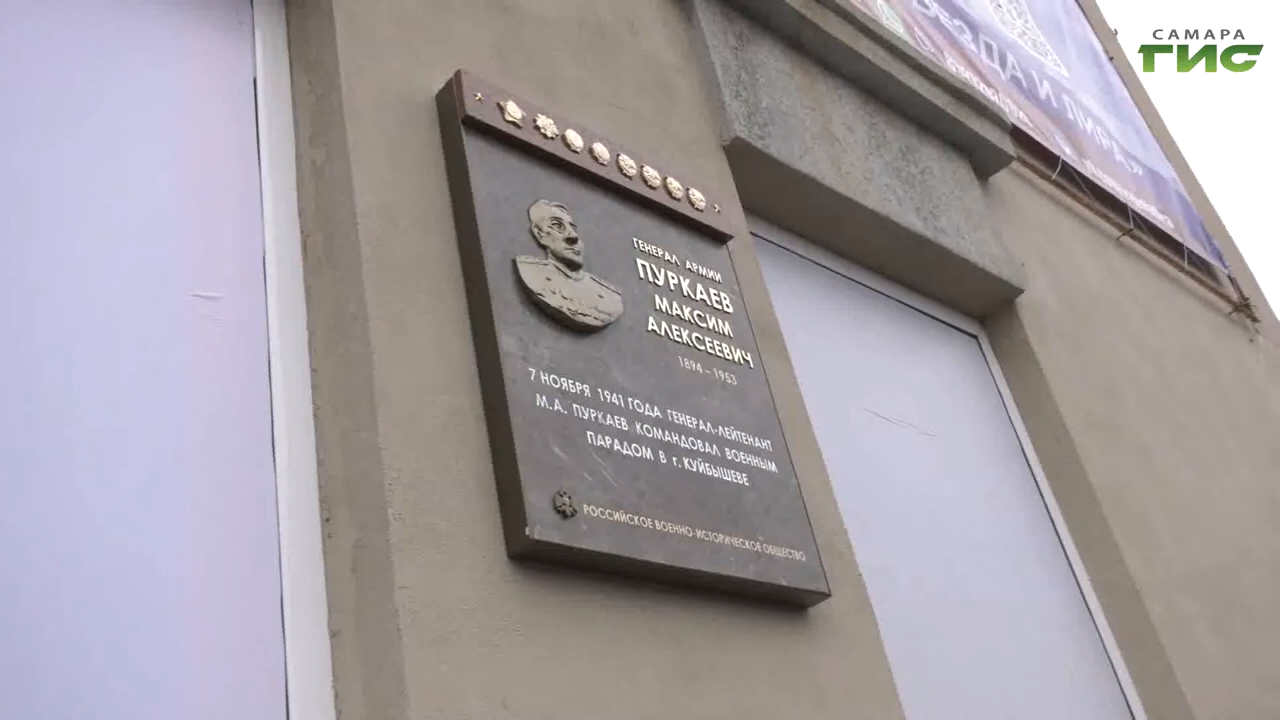 САМАРА
ГИС
ГЕНЕРАЛ АРМИИ
ПУРКАЕВ
МАКСИМ
АЛЕКСЕЕВИЧ
1894 – 1953
7 НОЯБРЯ 1941 ГОДА ГЕНЕРАЛ-ЛЕЙТЕНАНТ
М.А. ПУРКАЕВ КОМАНДОВАЛ ВОЕННЫМ
ПАРАДОМ В г. КУЙБЫШЕВЕ
РОССИЙСКОЕ ВОЕННО-ИСТОРИЧЕСКОЕ ОБЩЕСТВО